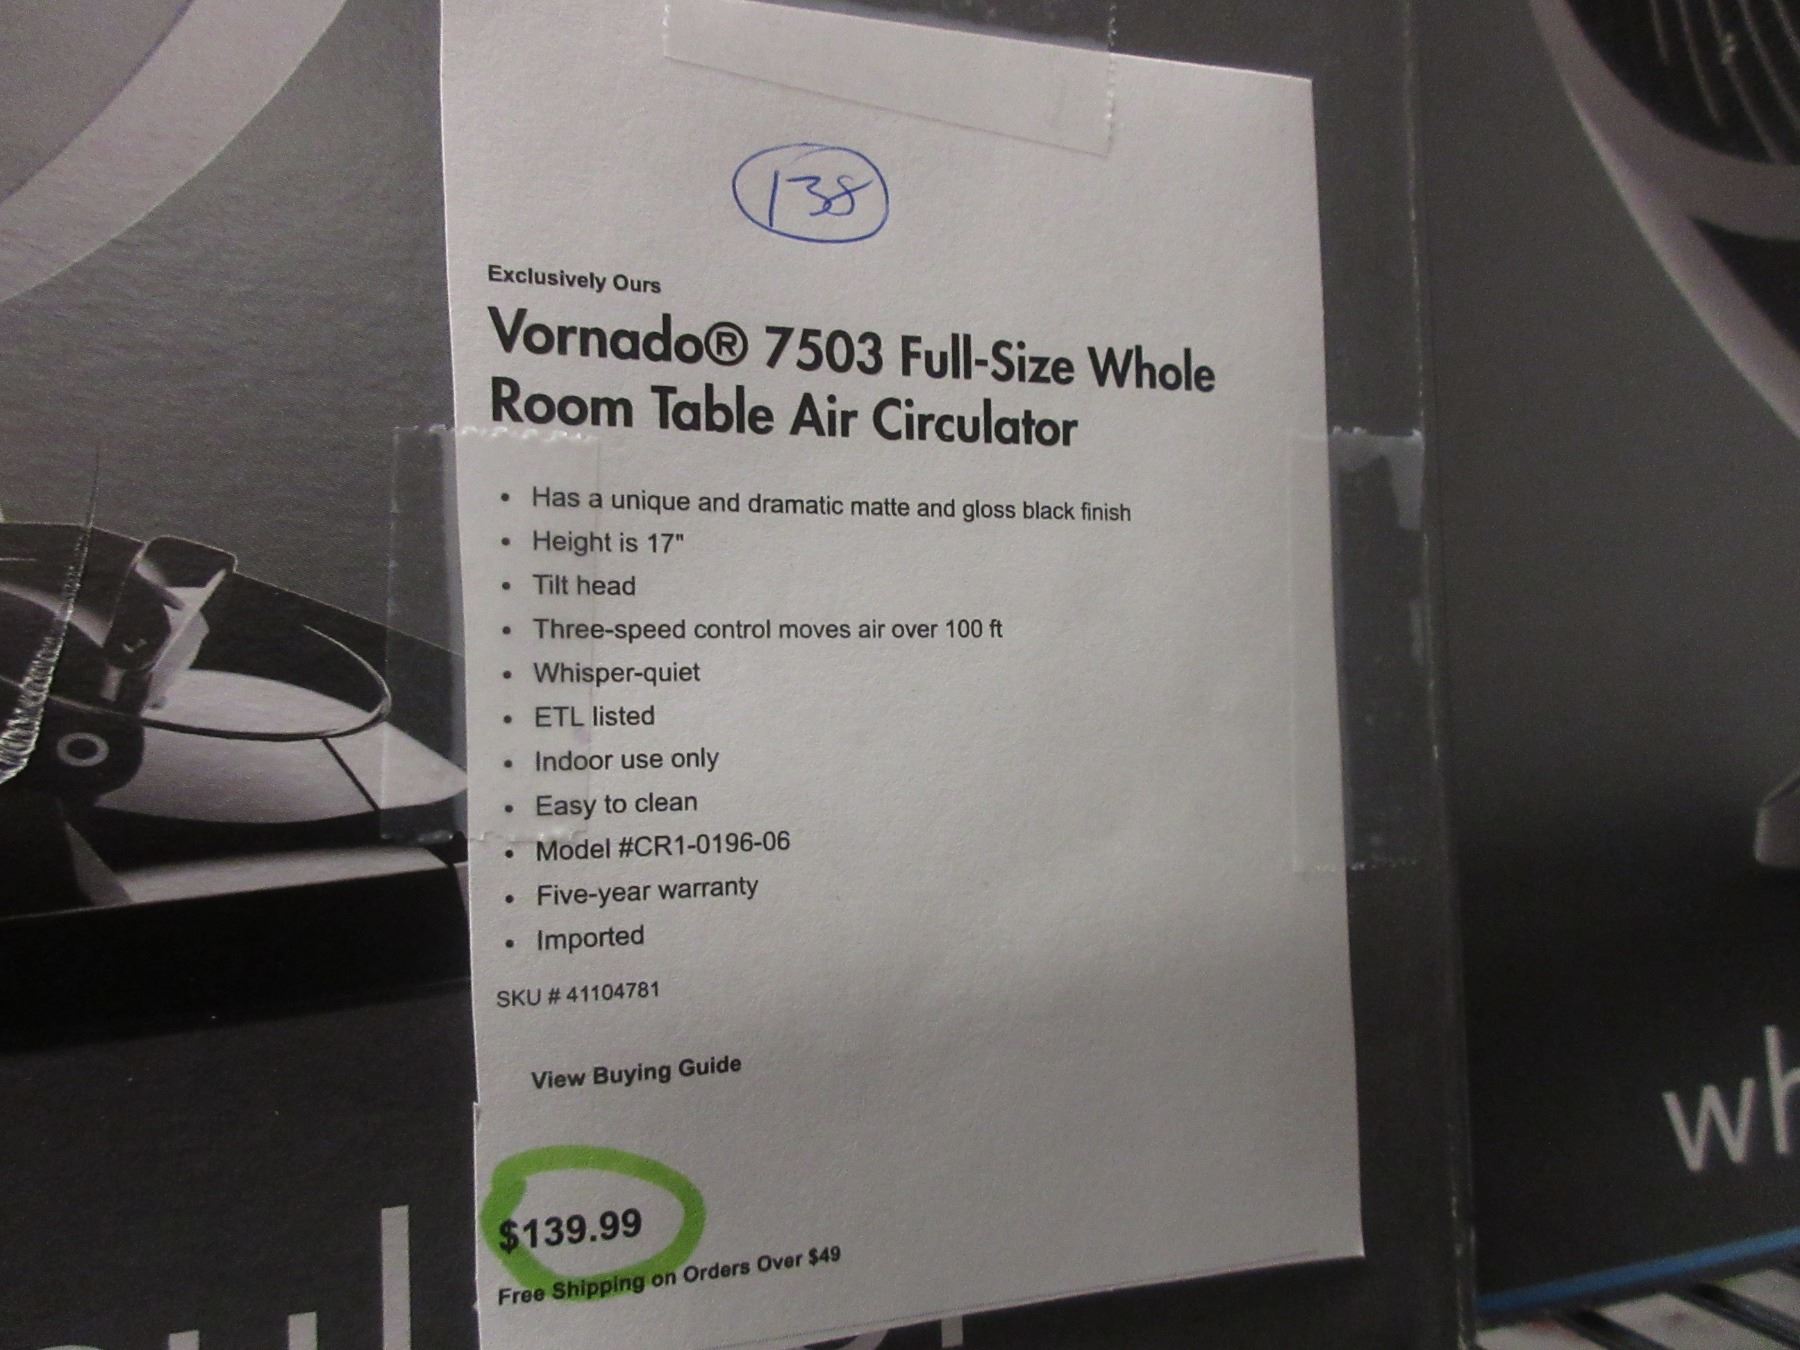 138
Exclusively Ours
Vornado® 7503 Full-Size Whole
Room Table Air Circulator
• Has a unique and dramatic matte and gloss black finish
• Height is 17"
• Tilt head
• Three-speed control moves air over 100 ft
• Whisper-quiet
• ETL listed
• Indoor use only
• Easy to clean
• Model #CR1-0196-06
• Five-year warranty
• Imported
SKU # 41104781
View Buying Guide
$139.99
Free Shipping on Orders Over $49